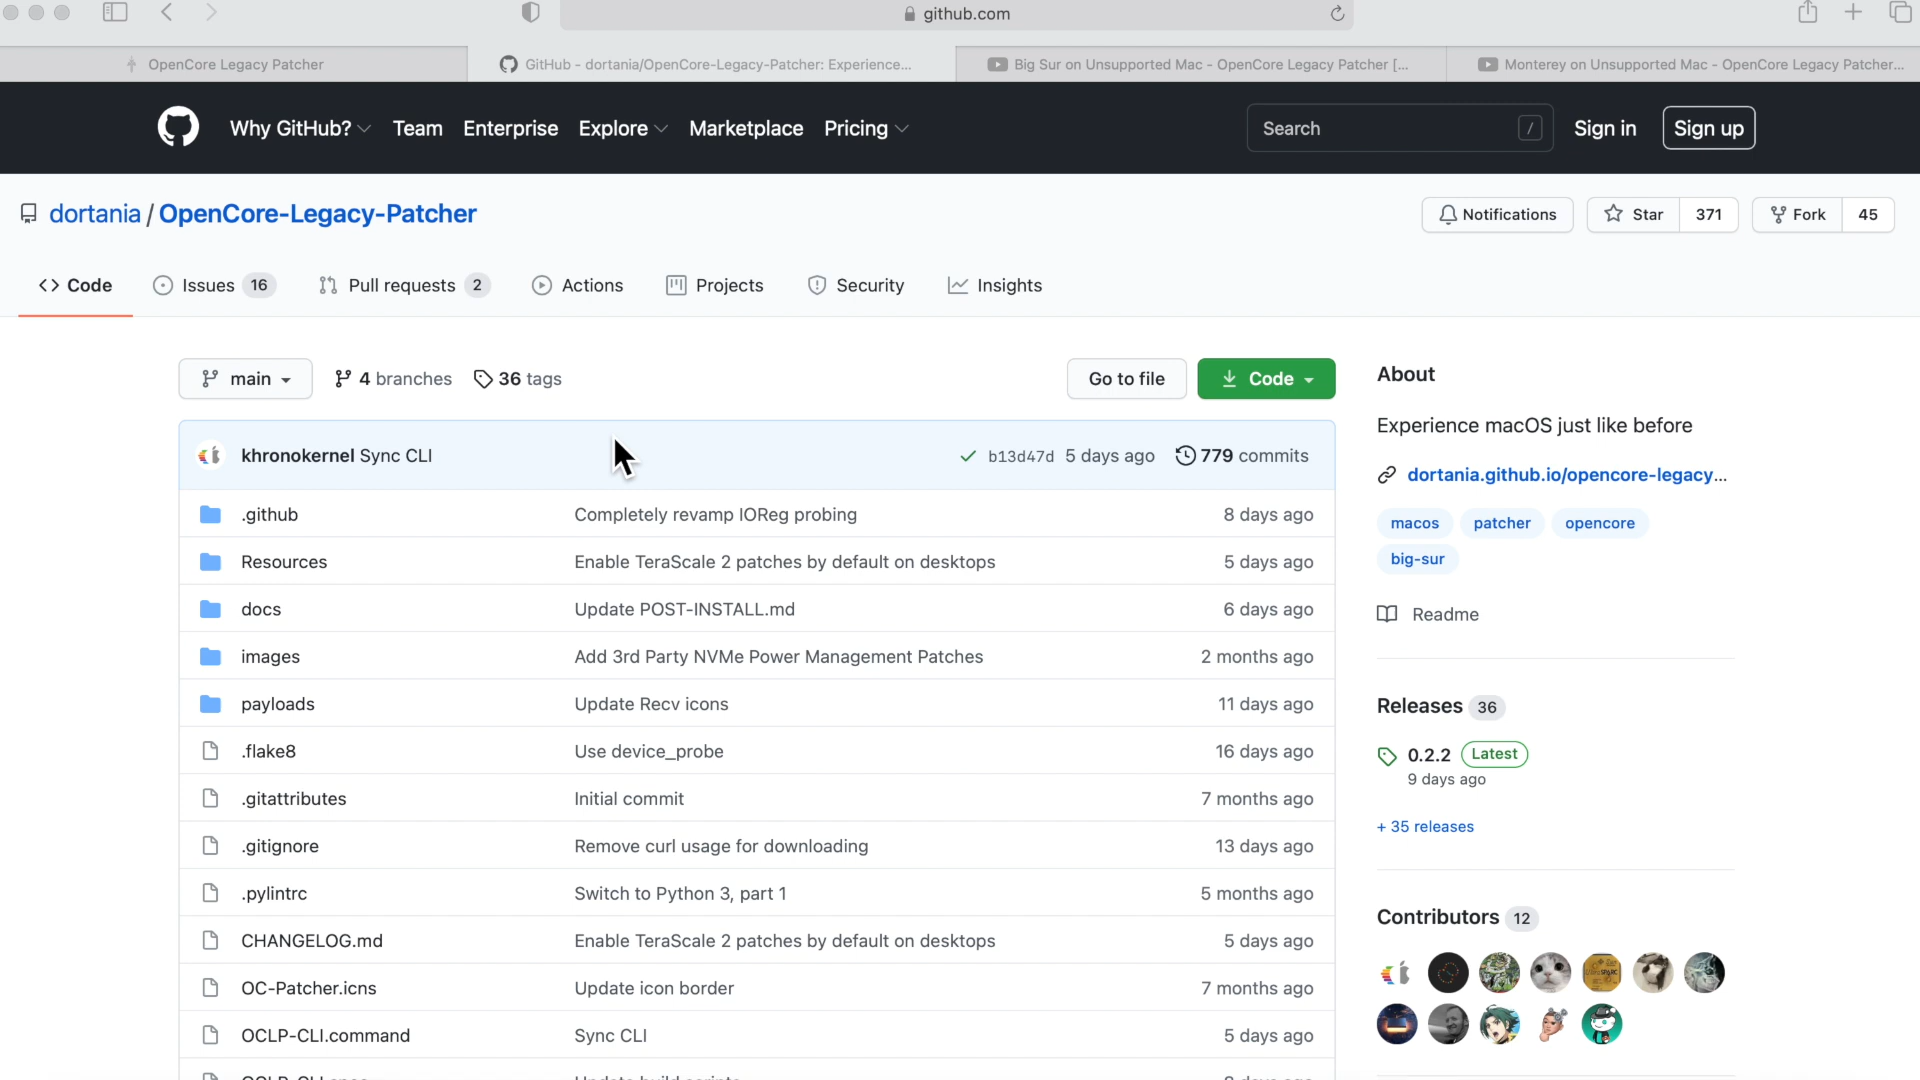 github.com
OpenCore Legacy Patcher
GitHub - dortania/OpenCore-Legacy-Patcher: Experience...
Big Sur on Unsupported Mac - OpenCore Legacy Patcher [...
Monterey on Unsupported Mac - OpenCore Legacy Patcher...
Why GitHub? Team Enterprise Explore Marketplace Pricing
Search /
Sign in
Sign up
dortania / OpenCore-Legacy-Patcher
Notifications
Star 371
Fork 45
Code
Issues 16
Pull requests 2
Actions
Projects
Security
Insights
main
4 branches
36 tags
Go to file
Code
khronokernel Sync CLI b13d47d 5 days ago 779 commits
.github Completely revamp IOReg probing 8 days ago
Resources Enable TeraScale 2 patches by default on desktops 5 days ago
docs Update POST-INSTALL.md 6 days ago
images Add 3rd Party NVMe Power Management Patches 2 months ago
payloads Update Recv icons 11 days ago
.flake8 Use device_probe 16 days ago
.gitattributes Initial commit 7 months ago
.gitignore Remove curl usage for downloading 13 days ago
.pylintrc Switch to Python 3, part 1 5 months ago
CHANGELOG.md Enable TeraScale 2 patches by default on desktops 5 days ago
OC-Patcher.icns Update icon border 7 months ago
OCLP-CLI.command Sync CLI 5 days ago
About
Experience macOS just like before
dortania.github.io/opencore-legacy...
macos patcher opencore
big-sur
Readme
Releases 36
0.2.2 Latest
9 days ago
+ 35 releases
Contributors 12